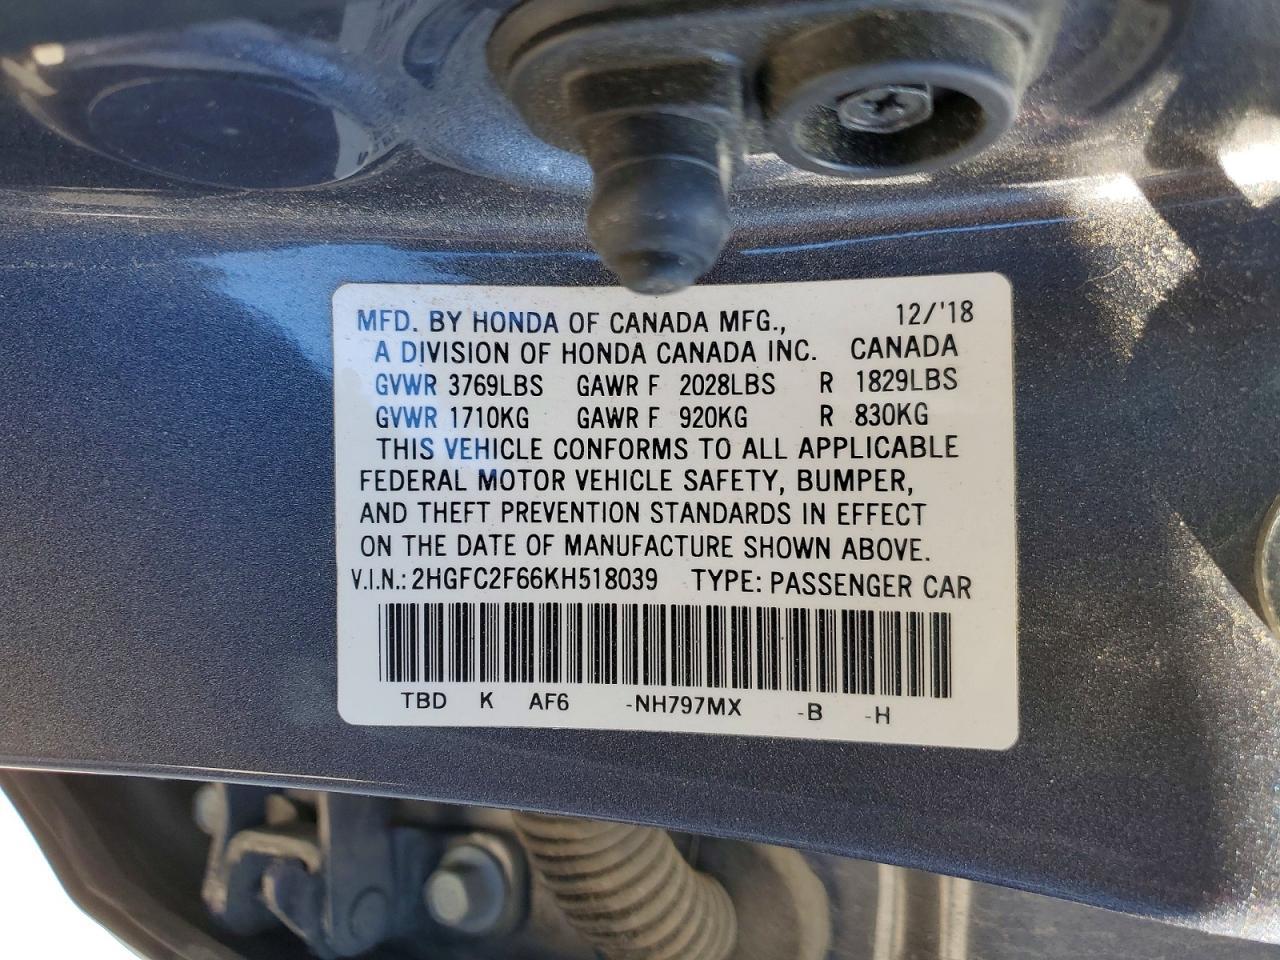 MFD. BY HONDA OF CANADA MFG., 12/'18
A DIVISION OF HONDA CANADA INC. CANADA
GVWR 3769LBS GAWR F 2028LBS R 1829LBS
GVWR 1710KG GAWR F 920KG R 830KG
THIS VEHICLE CONFORMS TO ALL APPLICABLE
FEDERAL MOTOR VEHICLE SAFETY, BUMPER,
AND THEFT PREVENTION STANDARDS IN EFFECT
ON THE DATE OF MANUFACTURE SHOWN ABOVE.
V.I.N.: 2HGFC2F66KH518039 TYPE: PASSENGER CAR
TBD K AF6 -NH797MX -B -H